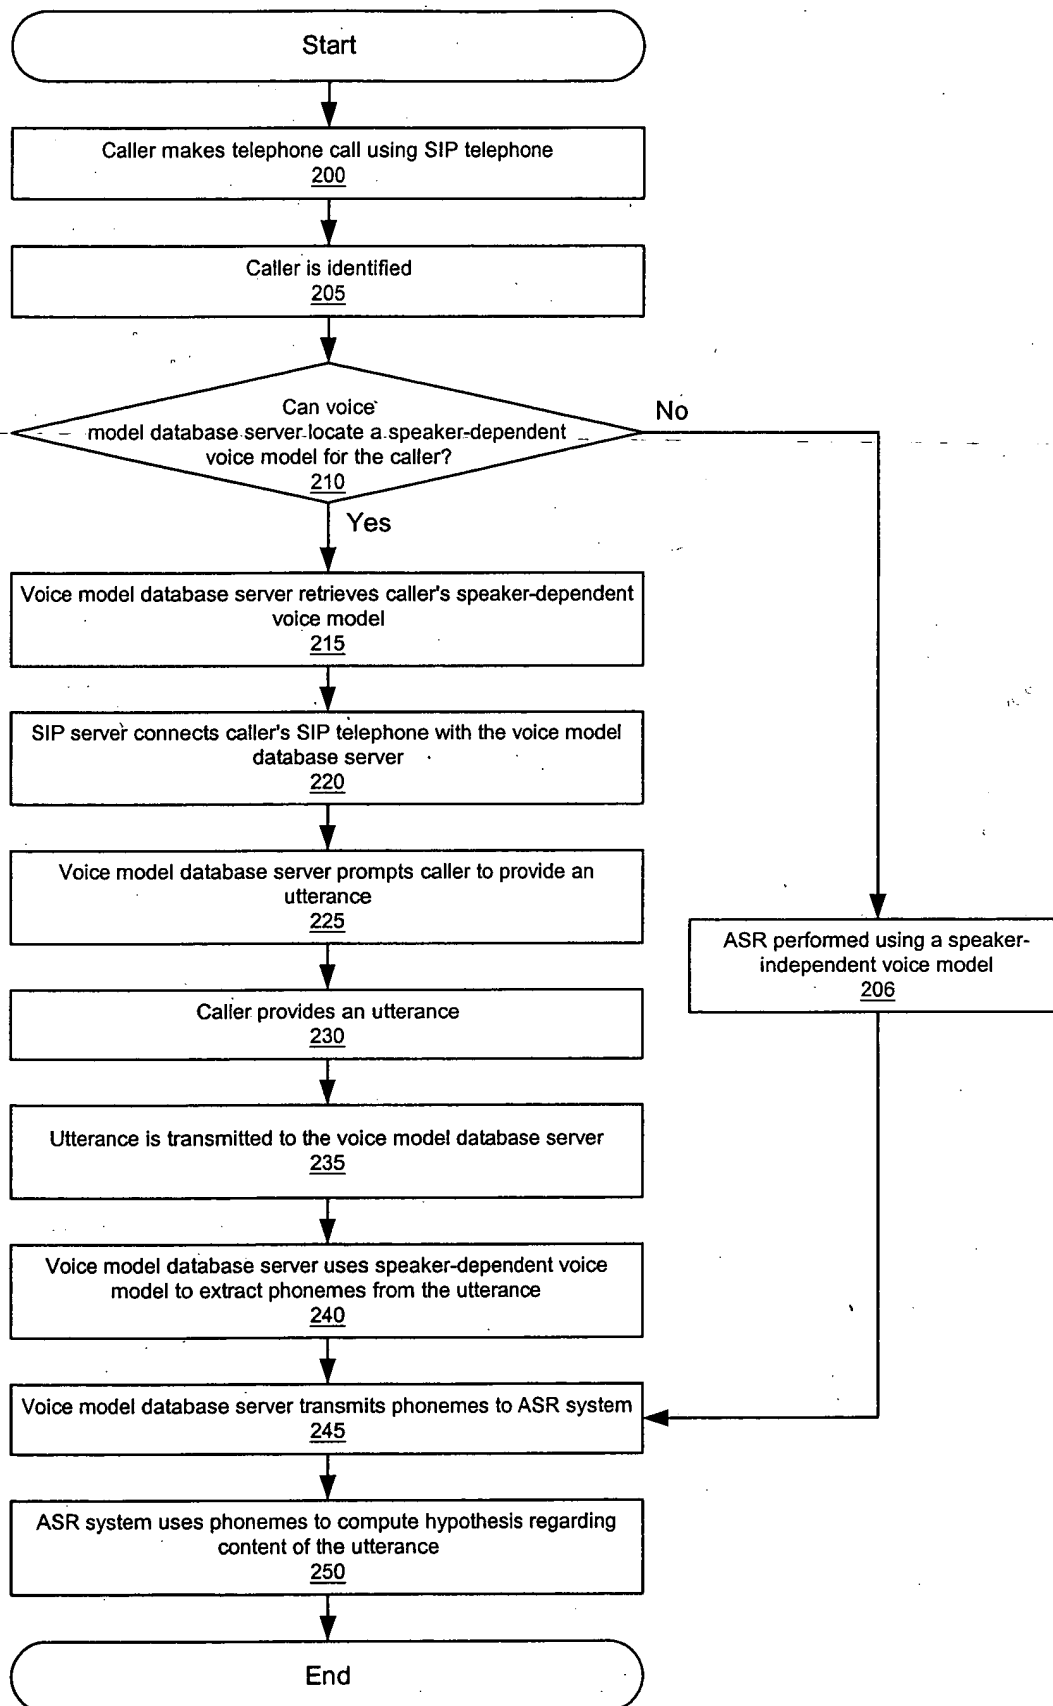 Start
Caller makes telephone call using SIP telephone
200
Caller is identified
205
Can voice
model database server locate a speaker-dependent
voice model for the caller?
210
No
Yes
Voice model database server retrieves caller's speaker-dependent
voice model
215
SIP server connects caller's SIP telephone with the voice model
database server
220
Voice model database server prompts caller to provide an
utterance
225
ASR performed using a speaker-
independent voice model
206
Caller provides an utterance
230
Utterance is transmitted to the voice model database server
235
Voice model database server uses speaker-dependent voice
model to extract phonemes from the utterance
240
Voice model database server transmits phonemes to ASR system
245
ASR system uses phonemes to compute hypothesis regarding
content of the utterance
250
End